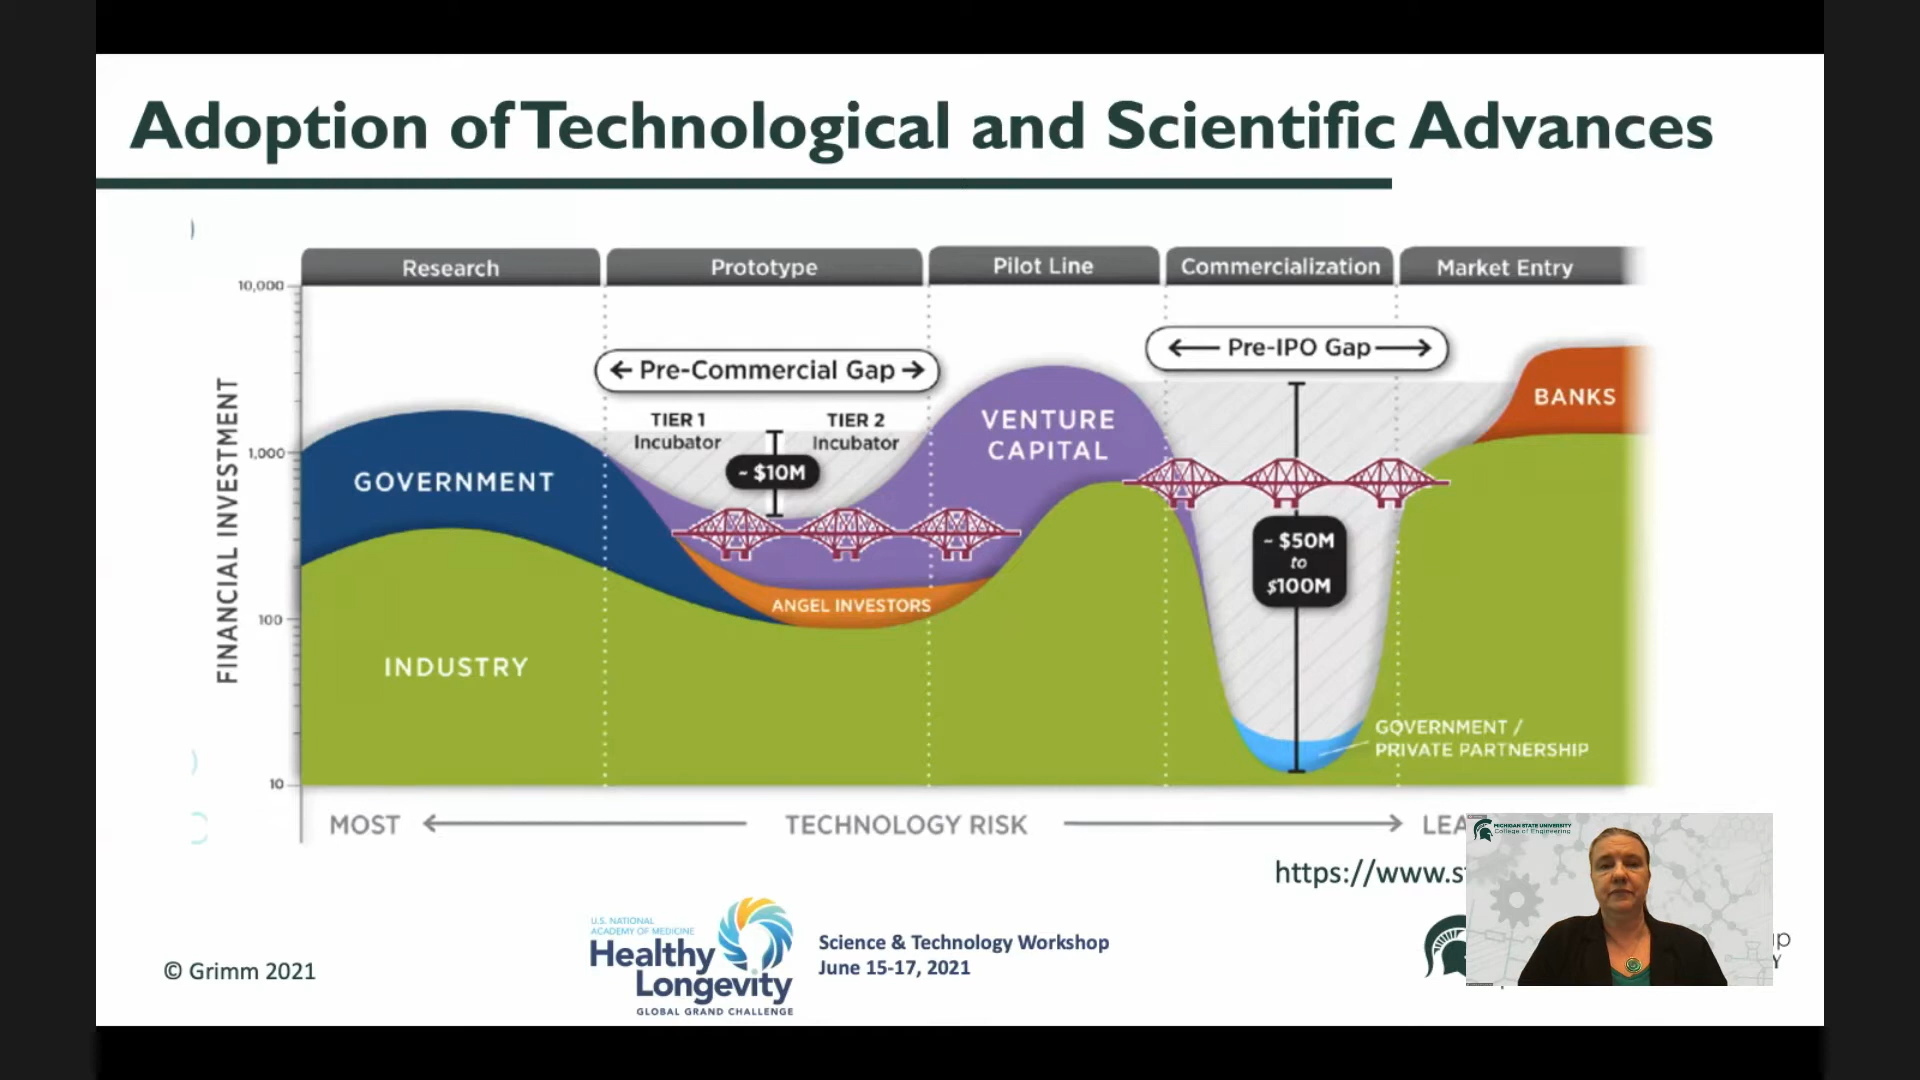 Adoption of Technological and Scientific Advances
Research
Prototype
Pilot Line
Commercialization
Market Entry
10,000
1,000
100
10
FINANCIAL INVESTMENT
← Pre-Commercial Gap →
←— Pre-IPO Gap —→
TIER 1
Incubator
TIER 2
Incubator
~ $10M
GOVERNMENT
VENTURE
CAPITAL
BANKS
~ $50M
to
$100M
ANGEL INVESTORS
INDUSTRY
GOVERNMENT /
PRIVATE PARTNERSHIP
MOST
TECHNOLOGY RISK
LEA
MICHIGAN STATE UNIVERSITY
College of Engineering
https://www.s
U.S. NATIONAL
ACADEMY OF MEDICINE
Healthy
Longevity
GLOBAL GRAND CHALLENGE
Science & Technology Workshop
June 15-17, 2021
© Grimm 2021